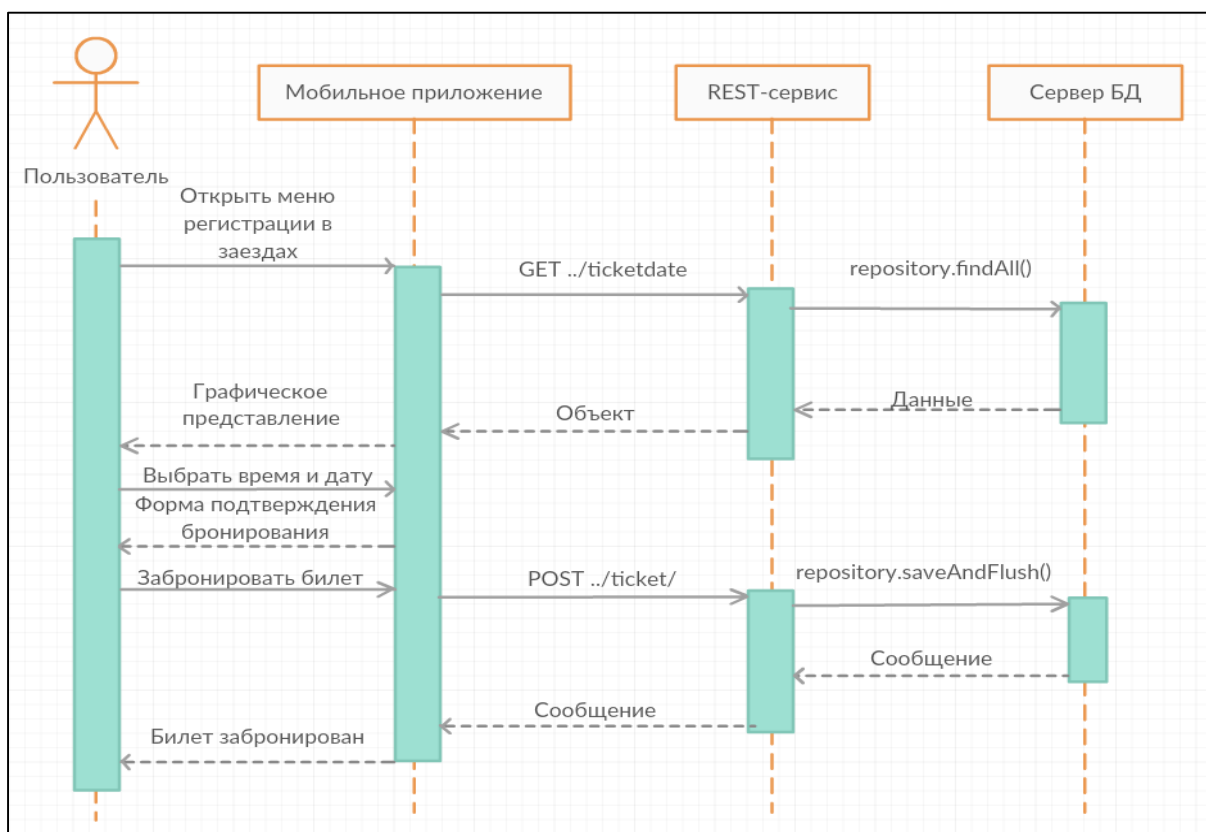 Мобильное приложение
REST-сервис
Сервер БД
Пользователь
Открыть меню
регистрации в
заездах
GET ../ticketdate
repository.findAll()
Данные
Объект
Графическое
представление
Выбрать время и дату
Форма подтверждения
бронирования
Забронировать билет
POST ../ticket/
repository.saveAndFlush()
Сообщение
Сообщение
Билет забронирован